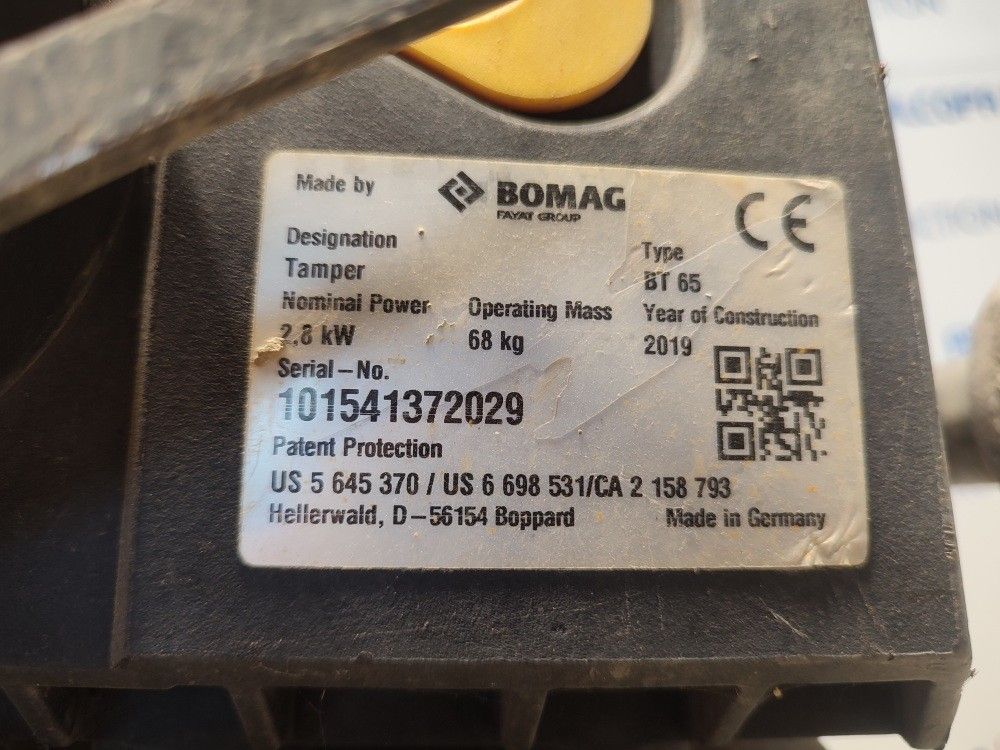 Made by BOMAG
FAYAT GROUP
CE
Designation
Type
Tamper
BT 65
Nominal Power Operating Mass Year of Construction
2.8 kW 68 kg 2019
Serial-No.
101541372029
Patent Protection
US 5 645 370 / US 6 698 531/CA 2 158 793
Hellerwald, D-56154 Boppard Made in Germany